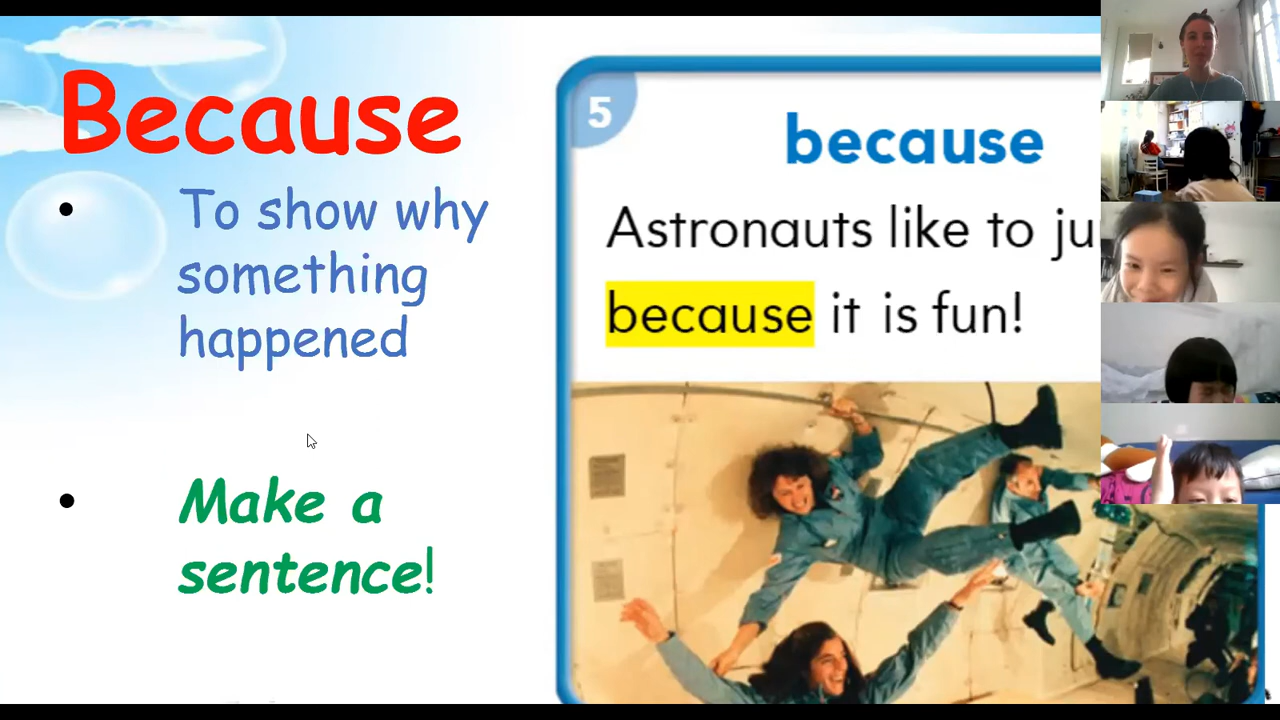 Because
• To show why
something
happened
• Make a
sentence!
5
because
Astronauts like to ju
because it is fun!